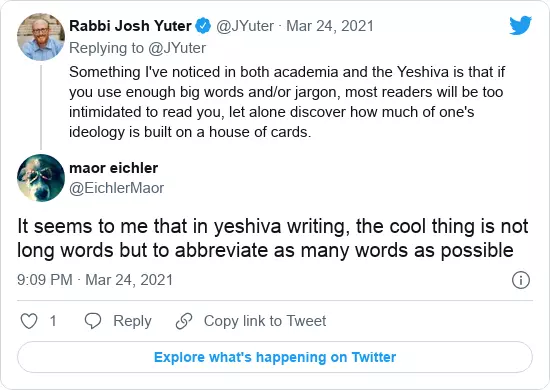 Rabbi Josh Yuter @JYuter · Mar 24, 2021
Replying to @JYuter
Something I've noticed in both academia and the Yeshiva is that if
you use enough big words and/or jargon, most readers will be too
intimidated to read you, let alone discover how much of one's
ideology is built on a house of cards.
maor eichler
@EichlerMaor
It seems to me that in yeshiva writing, the cool thing is not
long words but to abbreviate as many words as possible
9:09 PM · Mar 24, 2021
1 Reply Copy link to Tweet
Explore what's happening on Twitter